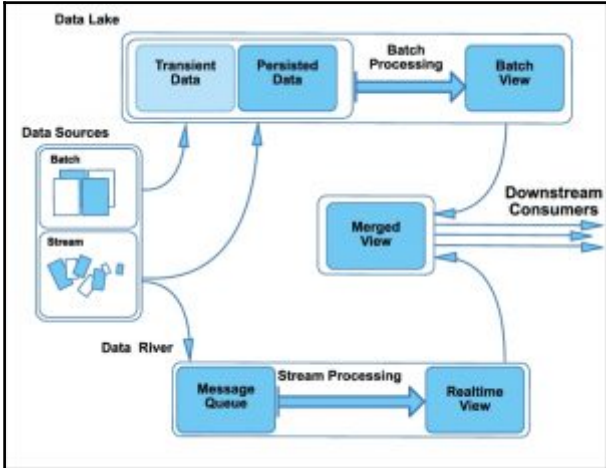 Data Lake
Transient
Data
Persisted
Data
Batch
Processing
Batch
View
Data Sources
Batch
Stream
Merged
View
Downstream
Consumers
Data River
Message
Queue
Stream Processing
Realtime
View